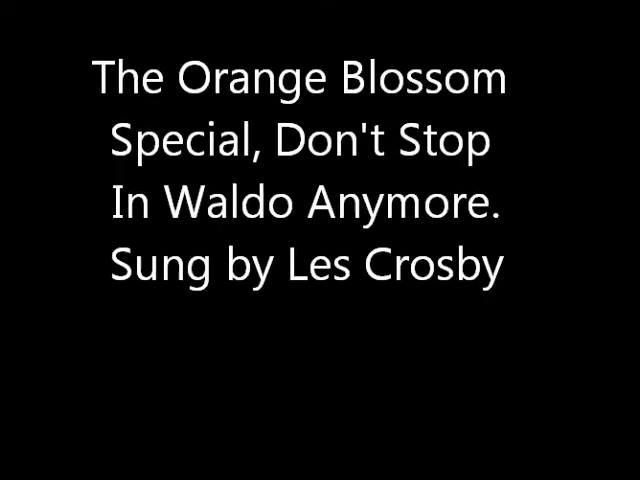 The Orange Blossom
Special, Don't Stop
In Waldo Anymore.
Sung by Les Crosby